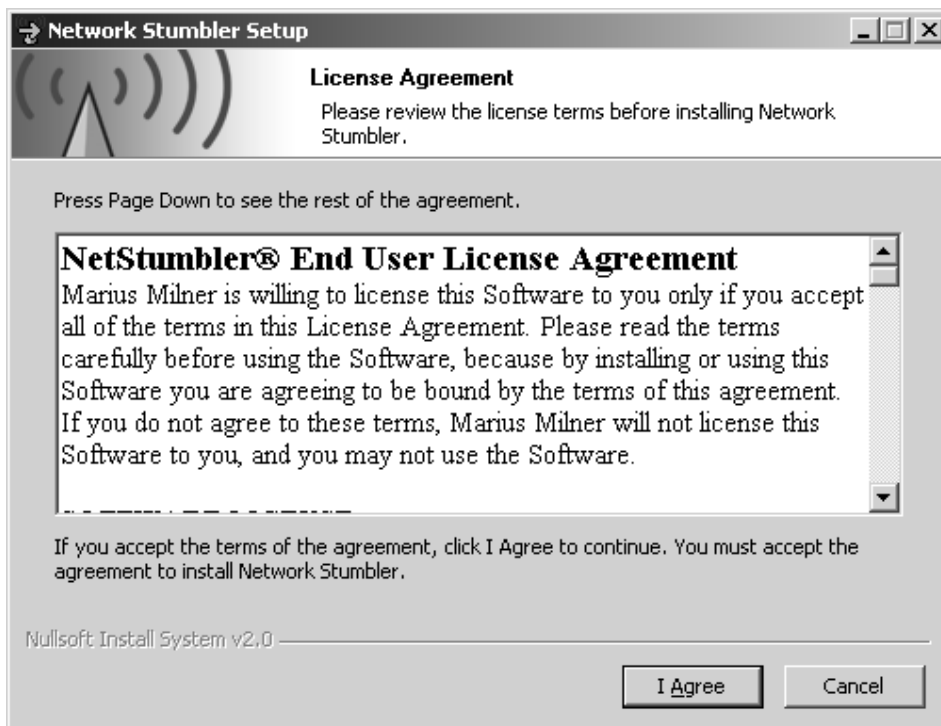 Network Stumbler Setup
License Agreement
Please review the license terms before installing Network
Stumbler.
Press Page Down to see the rest of the agreement.
NetStumbler® End User License Agreement
Marius Milner is willing to license this Software to you only if you accept
all of the terms in this License Agreement. Please read the terms
carefully before using the Software, because by installing or using this
Software you are agreeing to be bound by the terms of this agreement.
If you do not agree to these terms, Marius Milner will not license this
Software to you, and you may not use the Software.
If you accept the terms of the agreement, click I Agree to continue. You must accept the
agreement to install Network Stumbler.
Nullsoft Install System v2.0
I Agree
Cancel